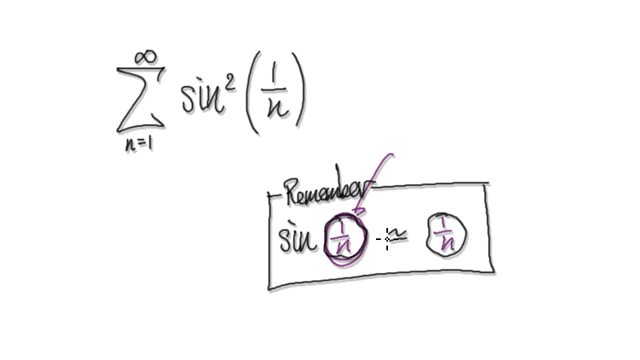 ∞
∑ sin² (1/n)
n=1
Remember
sin 1/n ≈ 1/n